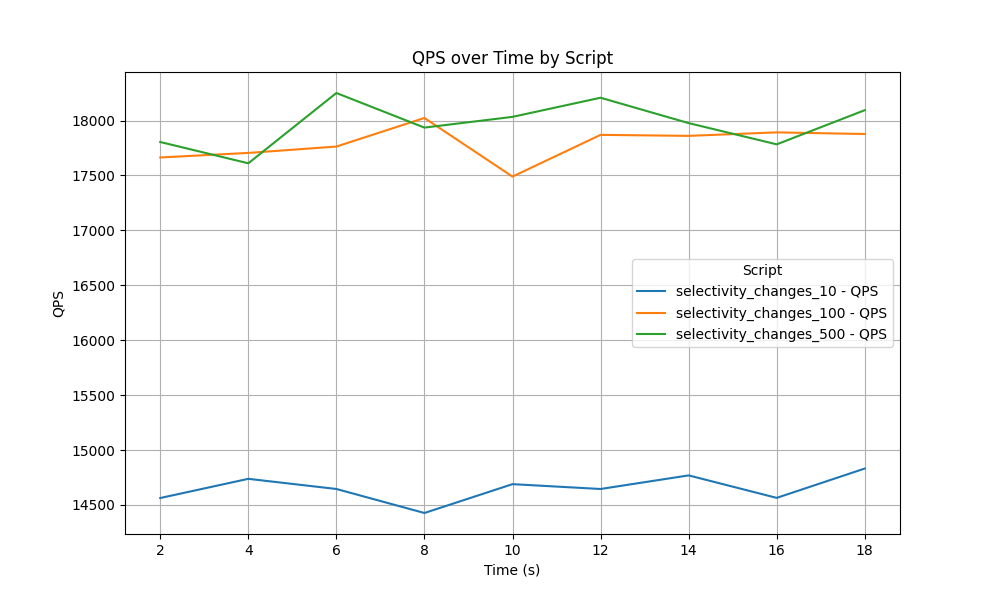 QPS over Time by Script
18000
17500
17000
16500
16000
15500
15000
14500
QPS
Script
selectivity_changes_10 - QPS
selectivity_changes_100 - QPS
selectivity_changes_500 - QPS
2 4 6 8 10 12 14 16 18
Time (s)